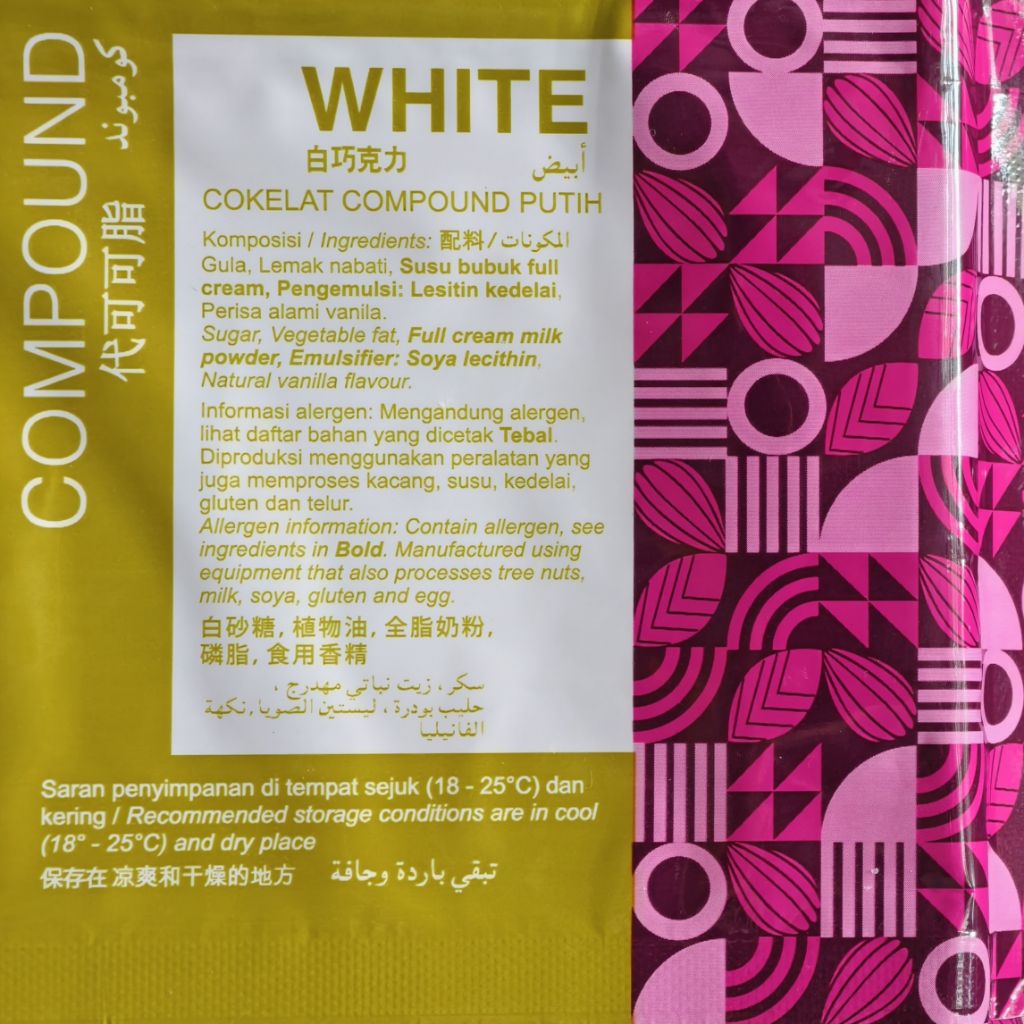 COMPOUND
كومبوند
代可可脂
WHITE
白巧克力
أبيض
COKELAT COMPOUND PUTIH
Komposisi / Ingredients: 配料/المكونات
Gula, Lemak nabati, Susu bubuk full
cream, Pengemulsi: Lesitin kedelai,
Perisa alami vanila.
Sugar, Vegetable fat, Full cream milk
powder, Emulsifier: Soya lecithin,
Natural vanilla flavour.
Informasi alergen: Mengandung alergen,
lihat daftar bahan yang dicetak Tebal.
Diproduksi menggunakan peralatan yang
juga memproses kacang, susu, kedelai,
gluten dan telur.
Allergen information: Contain allergen, see
ingredients in Bold. Manufactured using
equipment that also processes tree nuts,
milk, soya, gluten and egg.
白砂糖, 植物油, 全脂奶粉,
磷脂, 食用香精
سكر ، زيت نباتي مهدرج ،
حليب بودرة ، ليستين الصويا ,نكهة
الفانيليا
Saran penyimpanan di tempat sejuk (18 - 25°C) dan
kering / Recommended storage conditions are in cool
(18° - 25°C) and dry place
保存在 凉爽和干燥的地方
تبقي باردة وجافة